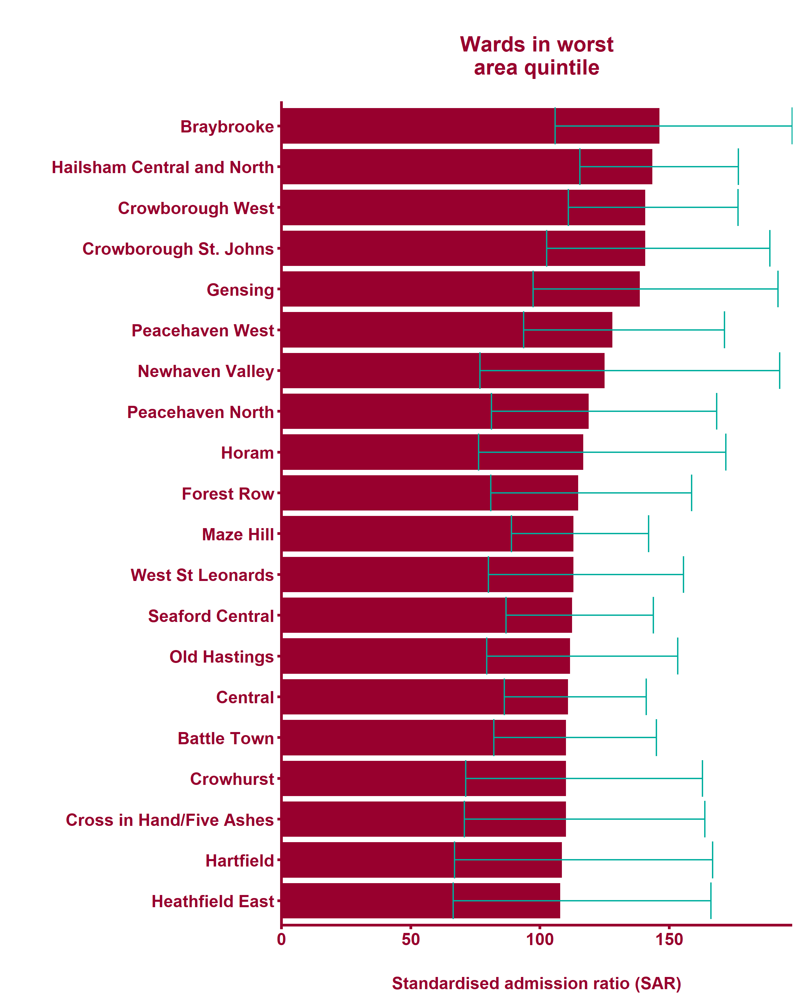 Wards in worst
area quintile
Braybrooke
Hailsham Central and North
Crowborough West
Crowborough St. Johns
Gensing
Peacehaven West
Newhaven Valley
Peacehaven North
Horam
Forest Row
Maze Hill
West St Leonards
Seaford Central
Old Hastings
Central
Battle Town
Crowhurst
Cross in Hand/Five Ashes
Hartfield
Heathfield East
0 50 100 150
Standardised admission ratio (SAR)